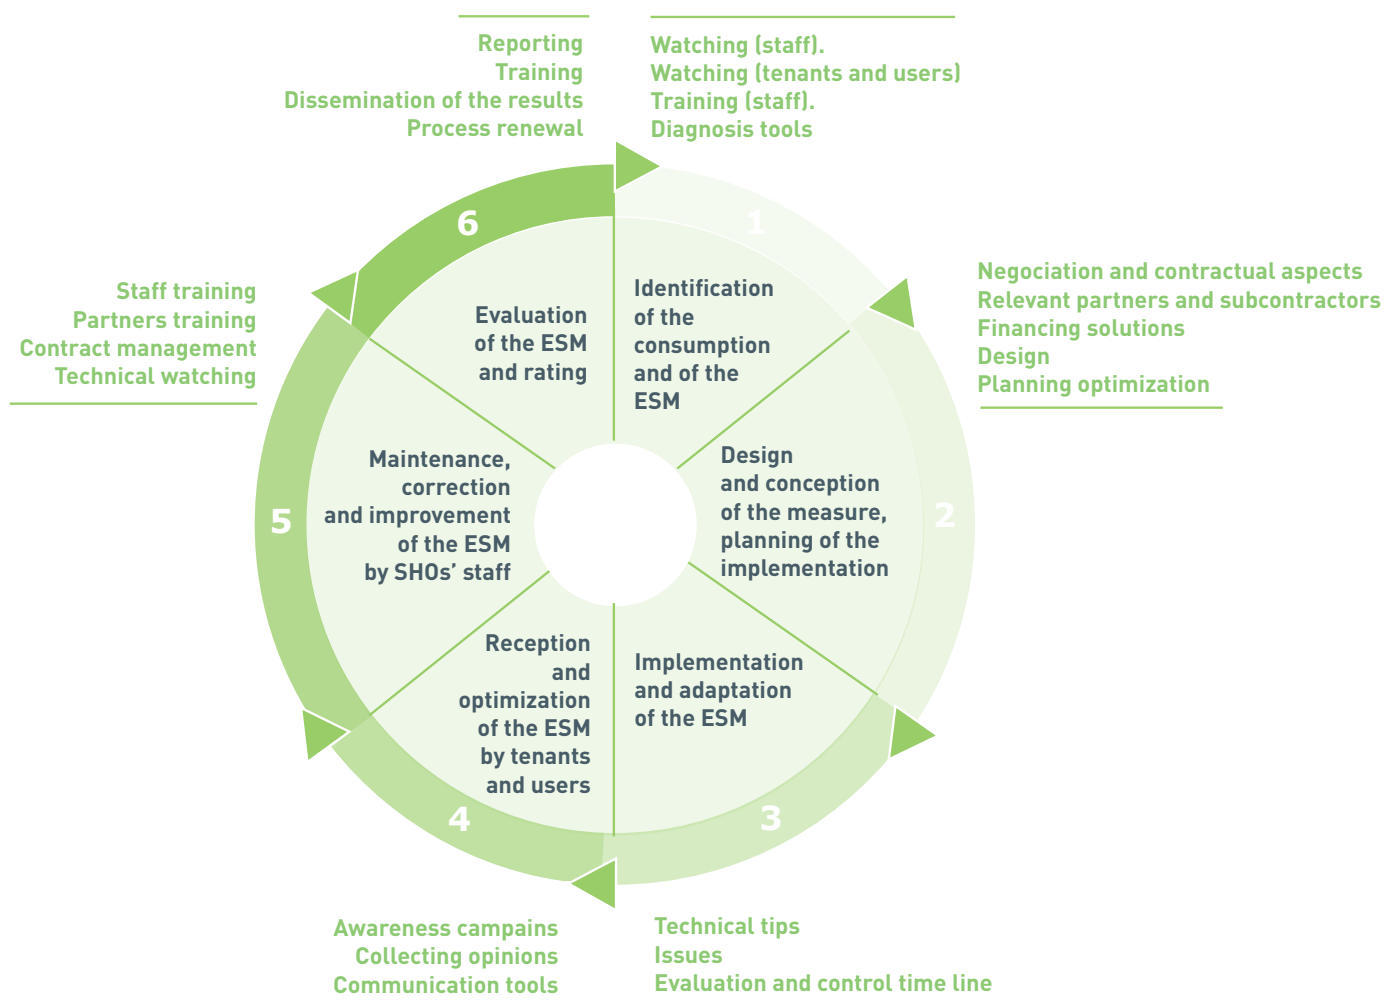 Reporting
Training
Dissemination of the results
Process renewal
Watching (staff).
Watching (tenants and users)
Training (staff).
Diagnosis tools
6
1
Staff training
Partners training
Contract management
Technical watching
Evaluation
of the ESM
and rating
Identification
of the
consumption
and of the
ESM
Negociation and contractual aspects
Relevant partners and subcontractors
Financing solutions
Design
Planning optimization
5
Maintenance,
correction
and improvement
of the ESM
by SHOs’ staff
Design
and conception
of the measure,
planning of the
implementation
2
Reception
and
optimization
of the ESM
by tenants
and users
Implementation
and adaptation
of the ESM
4
3
Awareness campains
Collecting opinions
Communication tools
Technical tips
Issues
Evaluation and control time line